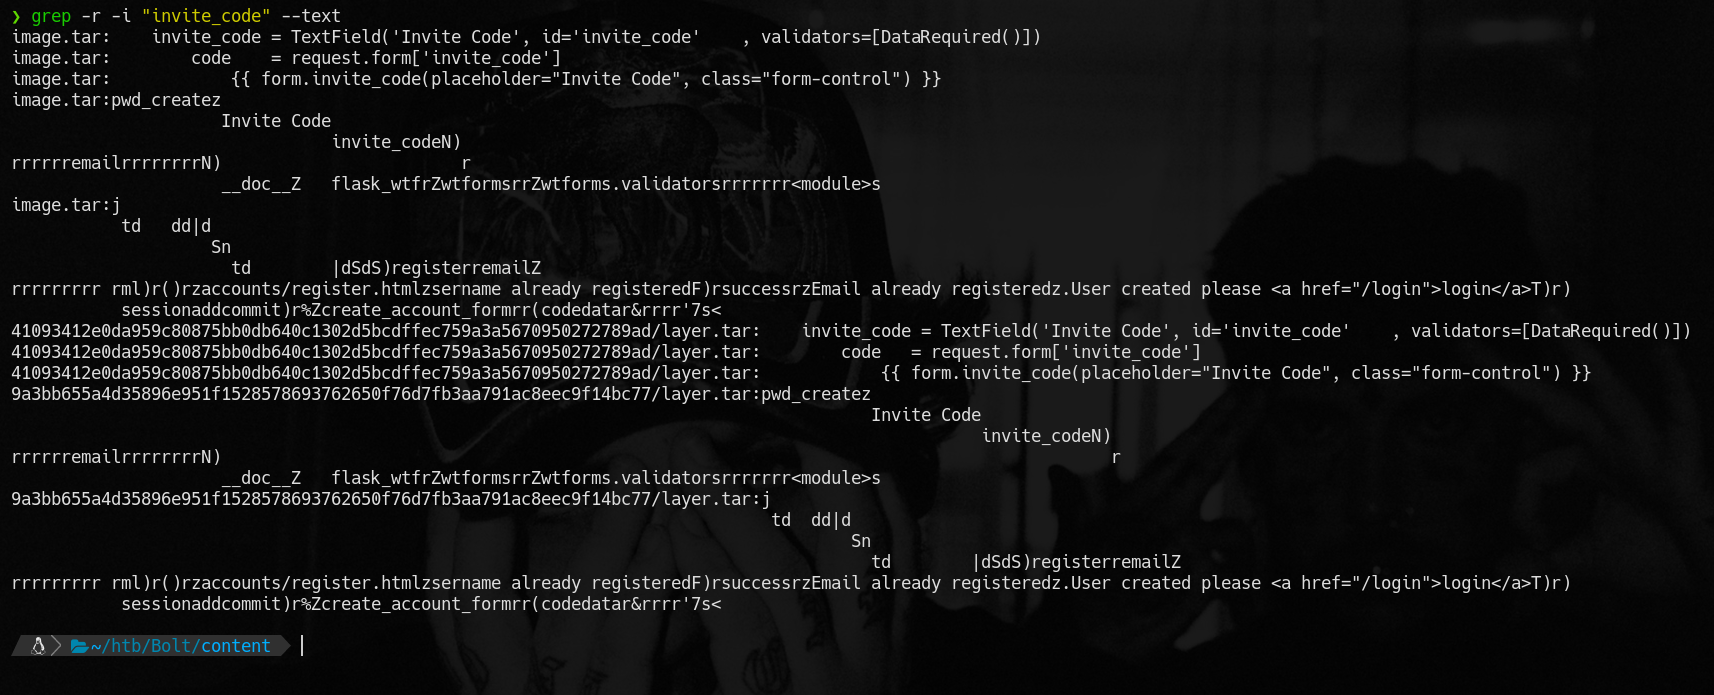 ❯ grep -r -i "invite_code" --text
image.tar:    invite_code = TextField('Invite Code', id='invite_code'    , validators=[DataRequired()])
image.tar:        code    = request.form['invite_code']
image.tar:            {{ form.invite_code(placeholder="Invite Code", class="form-control") }}
image.tar:pwd_createz
                     Invite Code
                                invite_codeN)
rrrrrremailrrrrrrrrN)                        r
                     __doc__Z   flask_wtfrZwtformsrrZwtforms.validatorsrrrrrrr<module>s
image.tar:j
           td   dd|d
                    Sn
                      td        |dSdS)registerremailZ
rrrrrrrrr rml)r()rzaccounts/register.htmlzsername already registeredF)rsuccessrzEmail already registeredz.User created please <a href="/login">login</a>T)r)
           sessionaddcommit)r%Zcreate_account_formrr(codedatar&rrrr'7s<
41093412e0da959c80875bb0db640c1302d5bcdffec759a3a5670950272789ad/layer.tar:    invite_code = TextField('Invite Code', id='invite_code'    , validators=[DataRequired()])
41093412e0da959c80875bb0db640c1302d5bcdffec759a3a5670950272789ad/layer.tar:        code   = request.form['invite_code']
41093412e0da959c80875bb0db640c1302d5bcdffec759a3a5670950272789ad/layer.tar:            {{ form.invite_code(placeholder="Invite Code", class="form-control") }}
9a3bb655a4d35896e951f1528578693762650f76d7fb3aa791ac8eec9f14bc77/layer.tar:pwd_createz
                                                                                      Invite Code
                                                                                                 invite_codeN)
rrrrrremailrrrrrrrrN)                                                                                         r
                     __doc__Z   flask_wtfrZwtformsrrZwtforms.validatorsrrrrrrr<module>s
9a3bb655a4d35896e951f1528578693762650f76d7fb3aa791ac8eec9f14bc77/layer.tar:j
                                                                            td  dd|d
                                                                                    Sn
                                                                                      td        |dSdS)registerremailZ
rrrrrrrrr rml)r()rzaccounts/register.htmlzsername already registeredF)rsuccessrzEmail already registeredz.User created please <a href="/login">login</a>T)r)
           sessionaddcommit)r%Zcreate_account_formrr(codedatar&rrrr'7s<
~/htb/Bolt/content